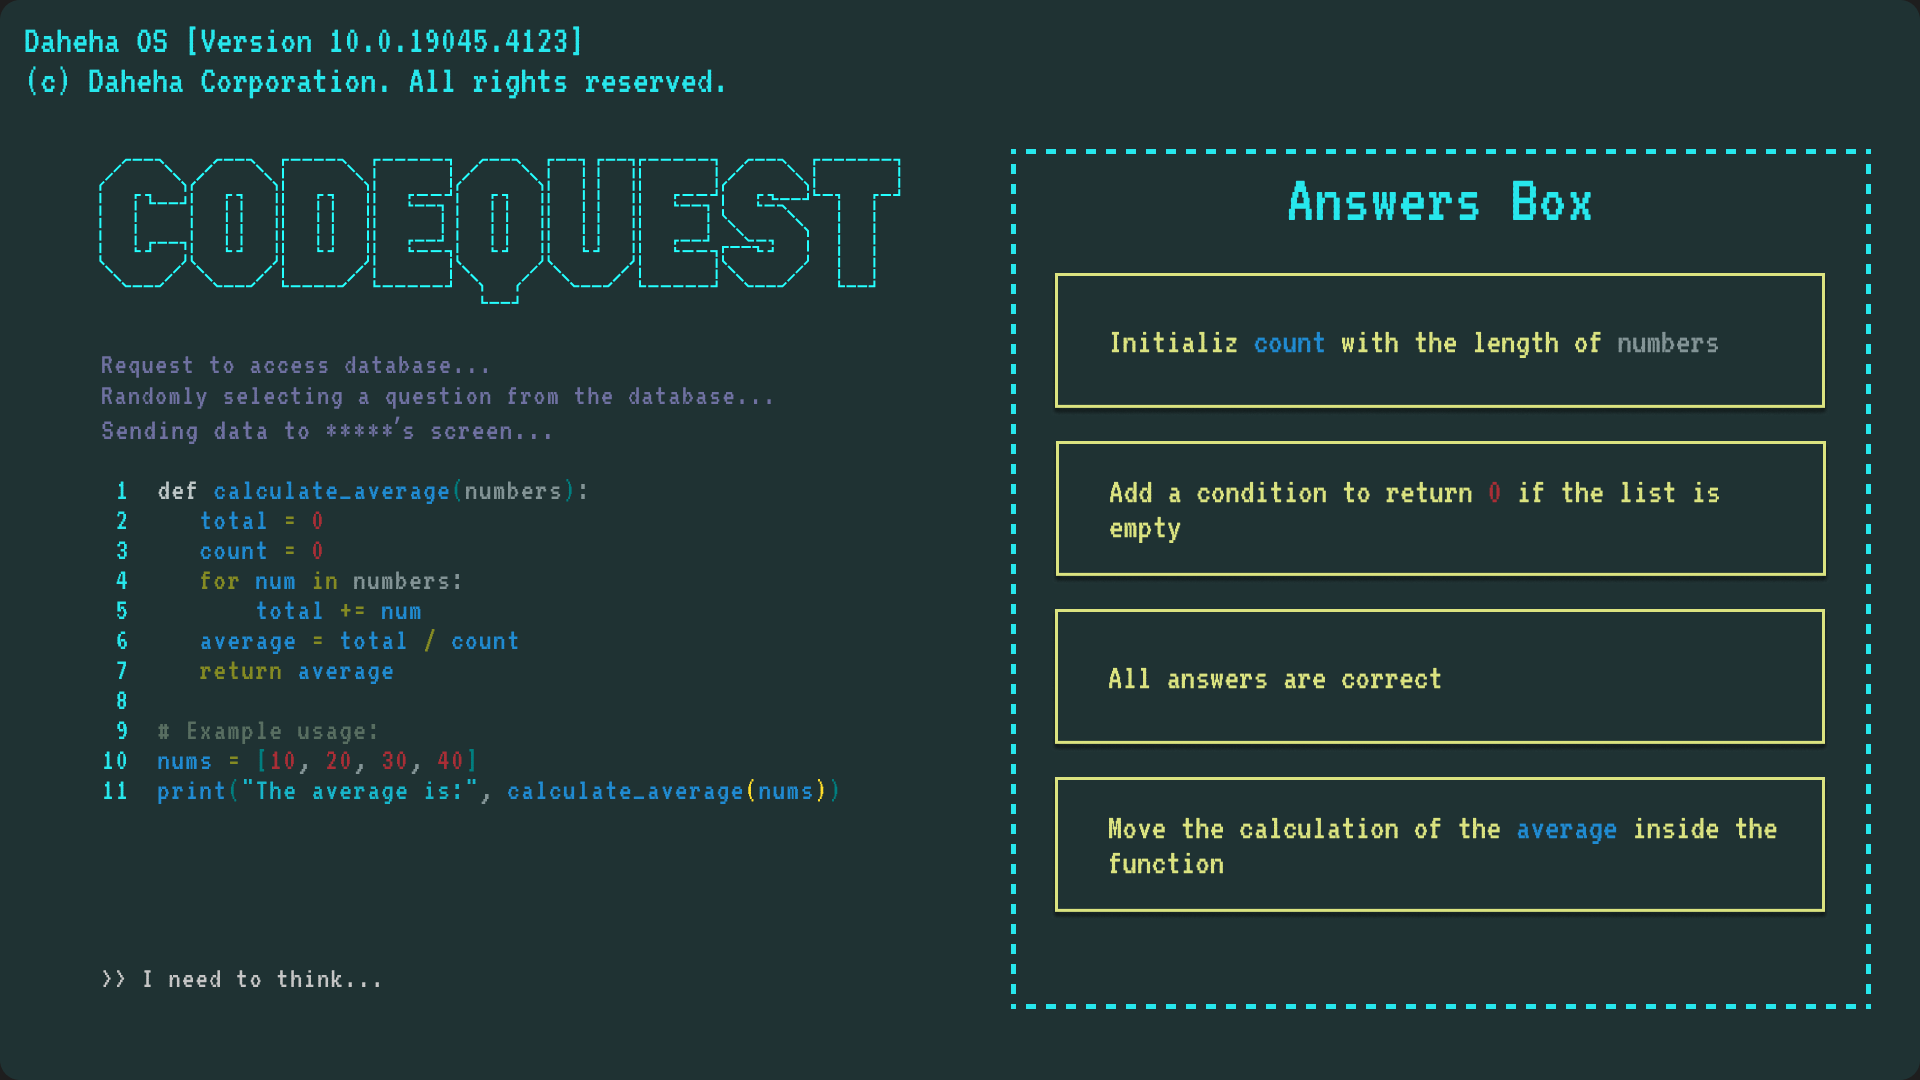 Daheha OS [Version 10.0.19045.4123]
(c) Daheha Corporation. All rights reserved.
CODEQUEST
Request to access database...
Randomly selecting a question from the database...
Sending data to *****'s screen...
1 def calculate_average(numbers):
2 total = 0
3 count = 0
4 for num in numbers:
5 total += num
6 average = total / count
7 return average
8
9 # Example usage:
10 nums = [10, 20, 30, 40]
11 print("The average is:", calculate_average(nums))
>> I need to think...
Answers Box
Initializ count with the length of numbers
Add a condition to return 0 if the list is
empty
All answers are correct
Move the calculation of the average inside the
function